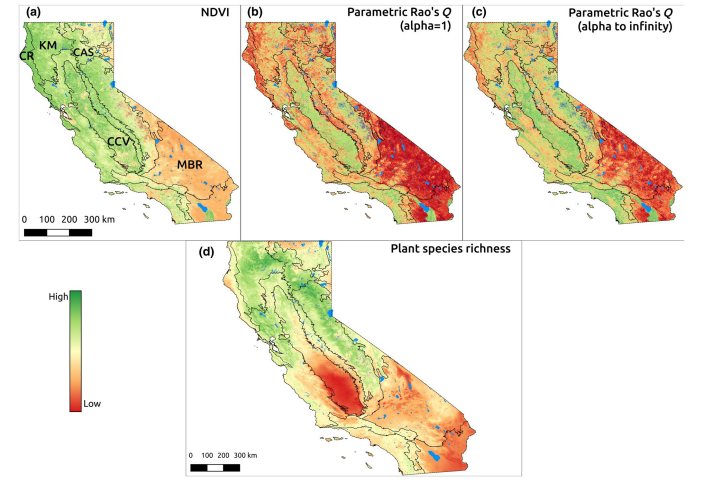 (a) NDVI
KM
CR
CAS
CCV
MBR
0 100 200 300 km
(b) Parametric Rao's Q
(alpha=1)
(c) Parametric Rao's Q
(alpha to infinity)
(d) Plant species richness
High
Low
0 100 200 300 km